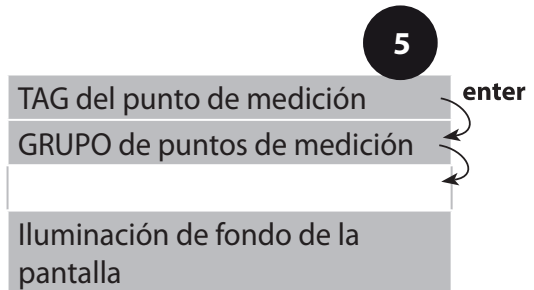 5
TAG del punto de medición
enter
GRUPO de puntos de medición
Iluminación de fondo de la
pantalla